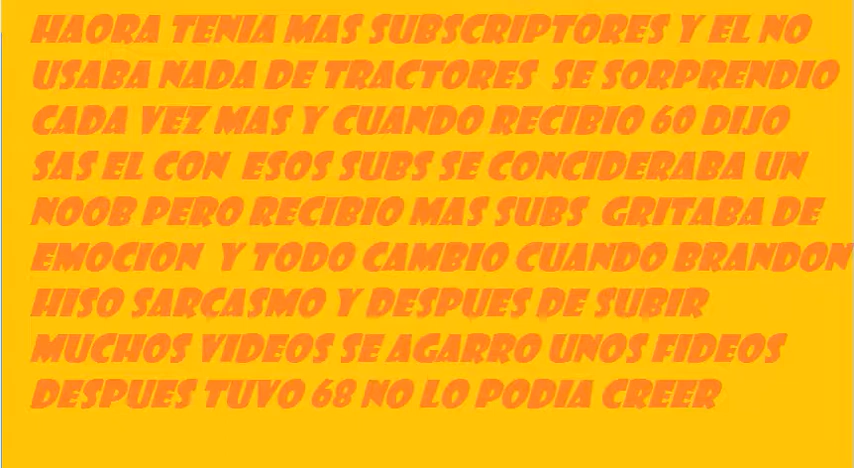 HAORA TENIA MAS SUBSCRIPTORES Y EL NO
USABA NADA DE TRACTORES SE SORPRENDIO
CADA VEZ MAS Y CUANDO RECIBIO 60 DIJO
SAS EL CON ESOS SUBS SE CONCIDERABA UN
NOOB PERO RECIBIO MAS SUBS GRITABA DE
EMOCION Y TODO CAMBIO CUANDO BRANDON
HISO SARCASMO Y DESPUES DE SUBIR
MUCHOS VIDEOS SE AGARRO UNOS FIDEOS
DESPUES TUVO 68 NO LO PODIA CREER